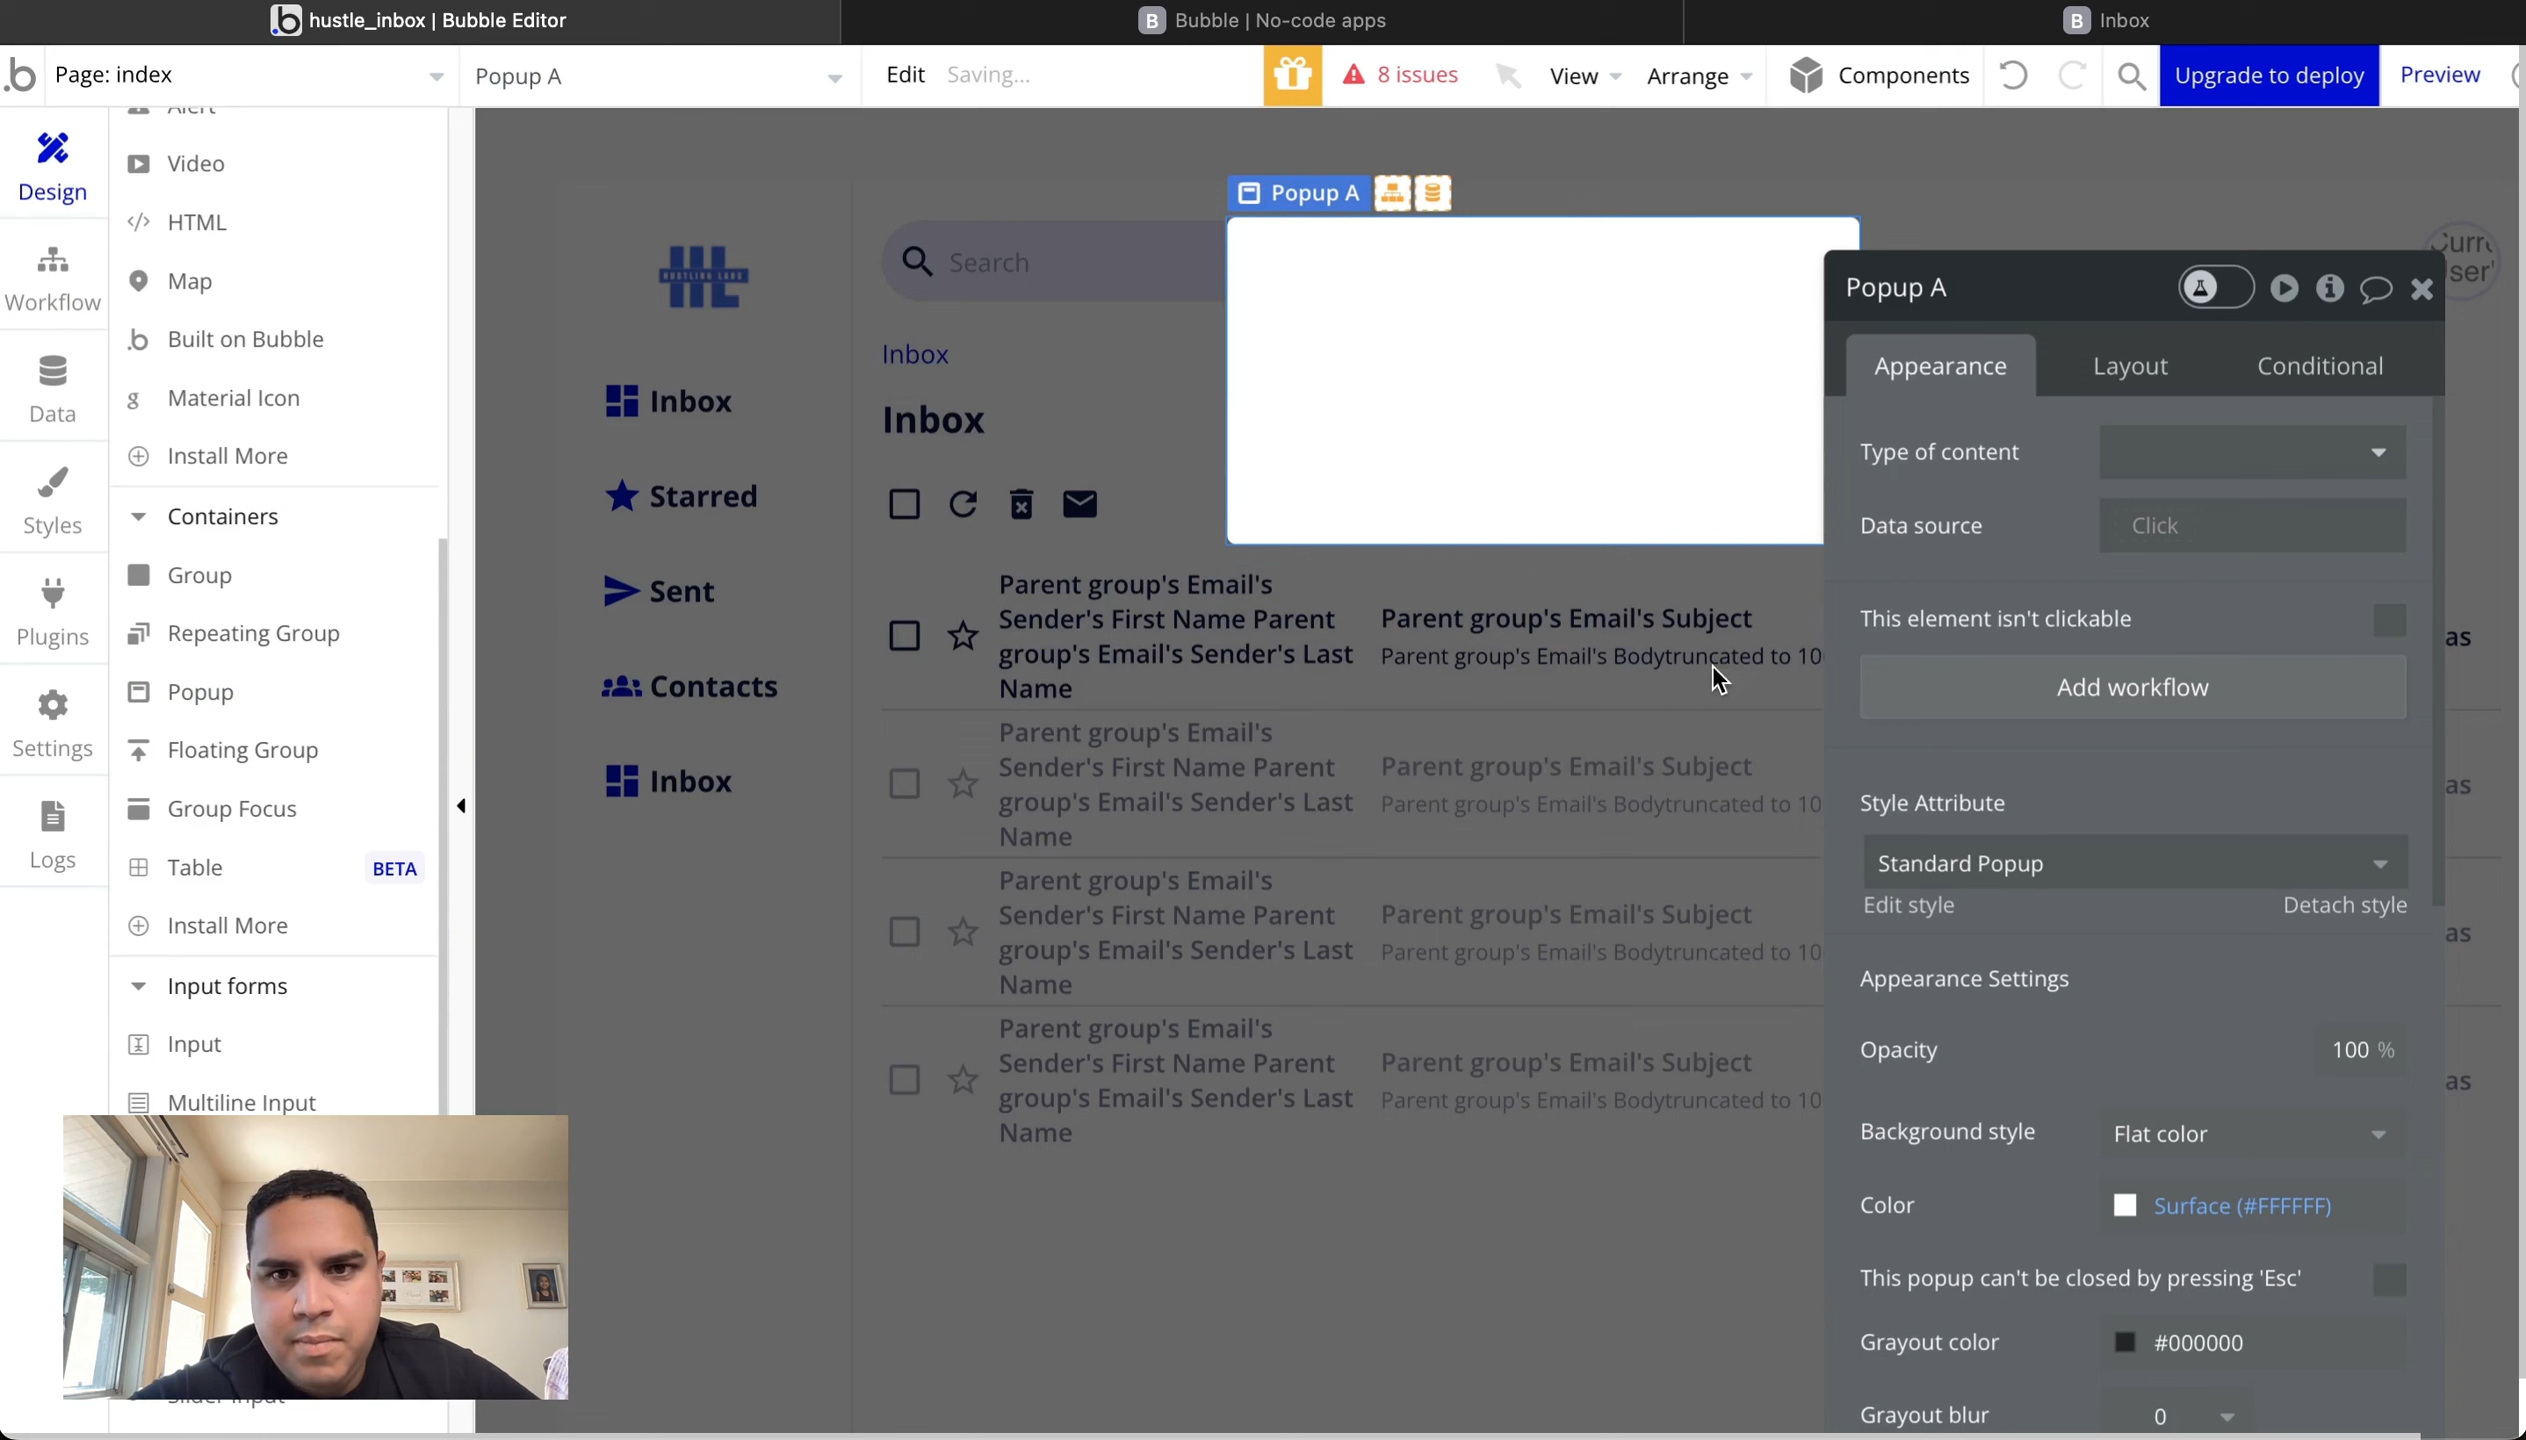 hustle_inbox | Bubble Editor
B Bubble | No-code apps
B Inbox
Page: index
Popup A
Edit
Saving...
8 issues
View
Arrange
Components
Upgrade to deploy
Preview
Design
Workflow
Data
Styles
Plugins
Settings
Logs
Alert
Video
</> HTML
Map
Built on Bubble
g Material Icon
Install More
Containers
Group
Repeating Group
Popup
Floating Group
Group Focus
Table BETA
Install More
Input forms
Input
Multiline Input
Slider Input
HUSTLING LABS
Inbox
Starred
Sent
Contacts
Inbox
Search
Inbox
Inbox
Popup A
Parent group's Email's
Sender's First Name Parent
group's Email's Sender's Last
Name
Parent group's Email's Subject
Parent group's Email's Bodytruncated to 10
as
Parent group's Email's
Sender's First Name Parent
group's Email's Sender's Last
Name
Parent group's Email's Subject
Parent group's Email's Bodytruncated to 10
as
Parent group's Email's
Sender's First Name Parent
group's Email's Sender's Last
Name
Parent group's Email's Subject
Parent group's Email's Bodytruncated to 10
as
Parent group's Email's
Sender's First Name Parent
group's Email's Sender's Last
Name
Parent group's Email's Subject
Parent group's Email's Bodytruncated to 10
as
Popup A
Appearance
Layout
Conditional
Type of content
Data source
Click
This element isn't clickable
Add workflow
Style Attribute
Standard Popup
Edit style
Detach style
Appearance Settings
Opacity
100 %
Background style
Flat color
Color
Surface (#FFFFFF)
This popup can't be closed by pressing 'Esc'
Grayout color
#000000
Grayout blur
0